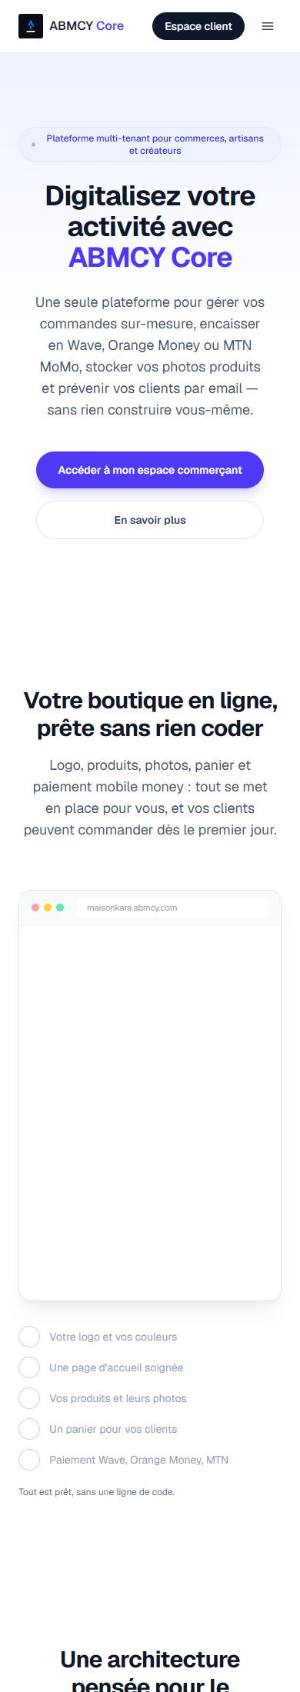 ABMCY Core
Espace client
Plateforme multi-tenant pour commerces, artisans
et créateurs
Digitalisez votre
activité avec
ABMCY Core
Une seule plateforme pour gérer vos
commandes sur-mesure, encaisser
en Wave, Orange Money ou MTN
MoMo, stocker vos photos produits
et prévenir vos clients par email —
sans rien construire vous-même.
Accéder à mon espace commerçant
En savoir plus
Votre boutique en ligne,
prête sans rien coder
Logo, produits, photos, panier et
paiement mobile money : tout se met
en place pour vous, et vos clients
peuvent commander dès le premier jour.
maisonkara.abmcy.com
Votre logo et vos couleurs
Une page d'accueil soignée
Vos produits et leurs photos
Un panier pour vos clients
Paiement Wave, Orange Money, MTN
Tout est prêt, sans une ligne de code.
Une architecture
pensée pour le